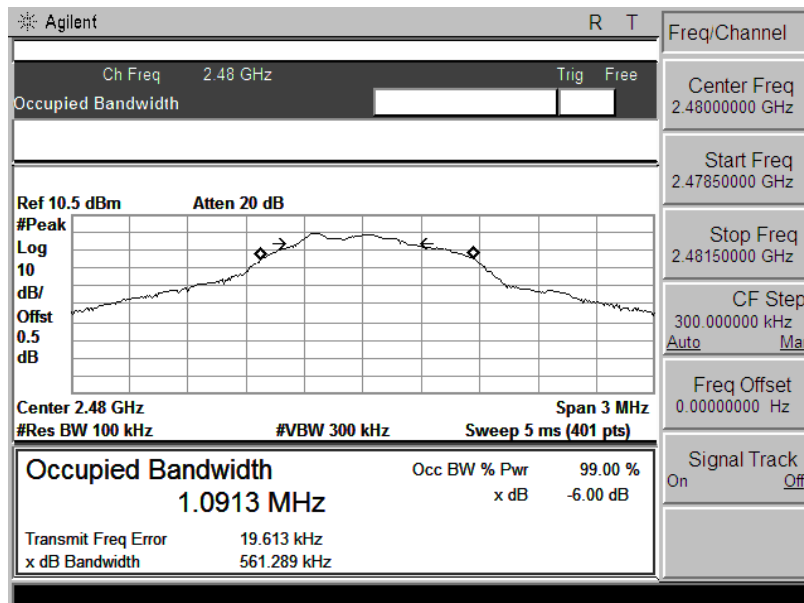 Agilent R T
Ch Freq 2.48 GHz Trig Free
Occupied Bandwidth
Ref 10.5 dBm Atten 20 dB
#Peak
Log
10
dB/
Offst
0.5
dB
Center 2.48 GHz Span 3 MHz
#Res BW 100 kHz #VBW 300 kHz Sweep 5 ms (401 pts)
Occupied Bandwidth
1.0913 MHz
Occ BW % Pwr 99.00 %
x dB -6.00 dB
Transmit Freq Error 19.613 kHz
x dB Bandwidth 561.289 kHz
Freq/Channel
Center Freq
2.48000000 GHz
Start Freq
2.47850000 GHz
Stop Freq
2.48150000 GHz
CF Step
300.000000 kHz
Auto Ma
Freq Offset
0.00000000 Hz
Signal Track
On Off